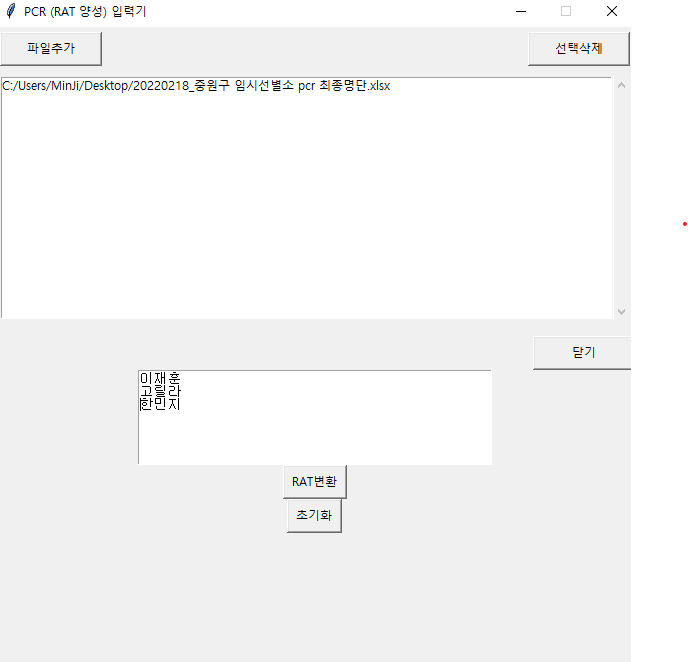 PCR (RAT 양성) 입력기
파일추가
선택삭제
C:/Users/MinJi/Desktop/20220218_중원구 임시선별소 pcr 최종명단.xlsx
닫기
이재훈
고릴라
한민지
RAT변환
초기화